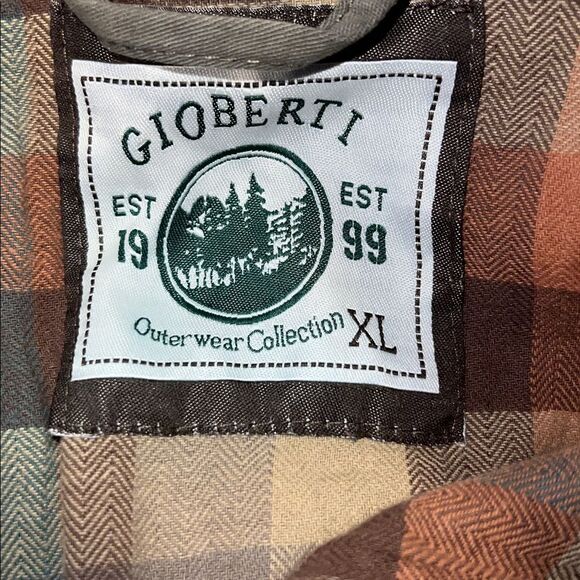 GIOBERTI
EST EST
19 99
Outerwear Collection XL